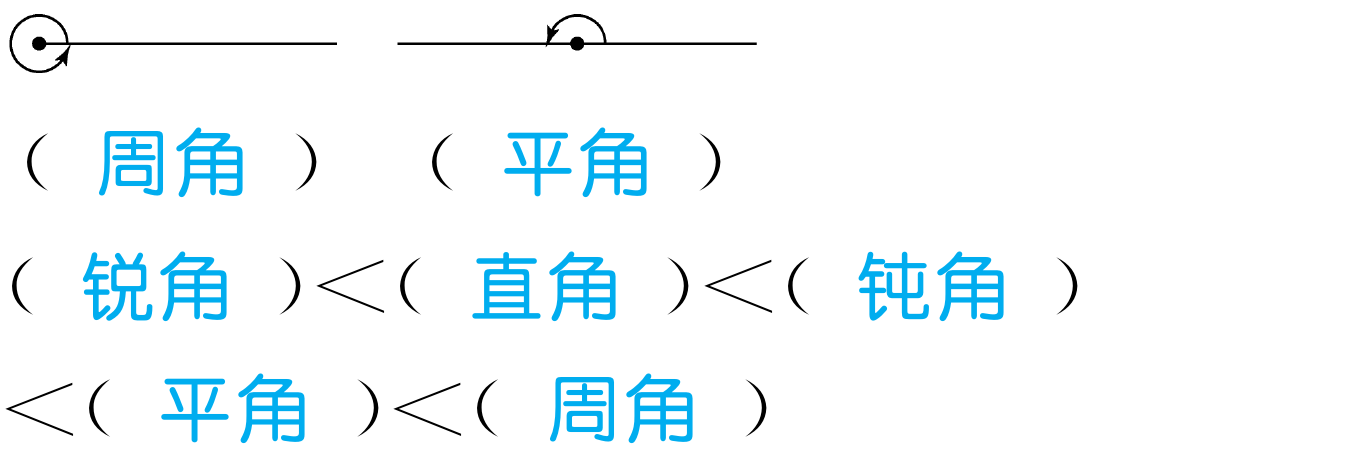 （ 周角 ） （ 平角 ）
（ 锐角 ）＜（ 直角 ）＜（ 钝角 ）
＜（ 平角 ）＜（ 周角 ）